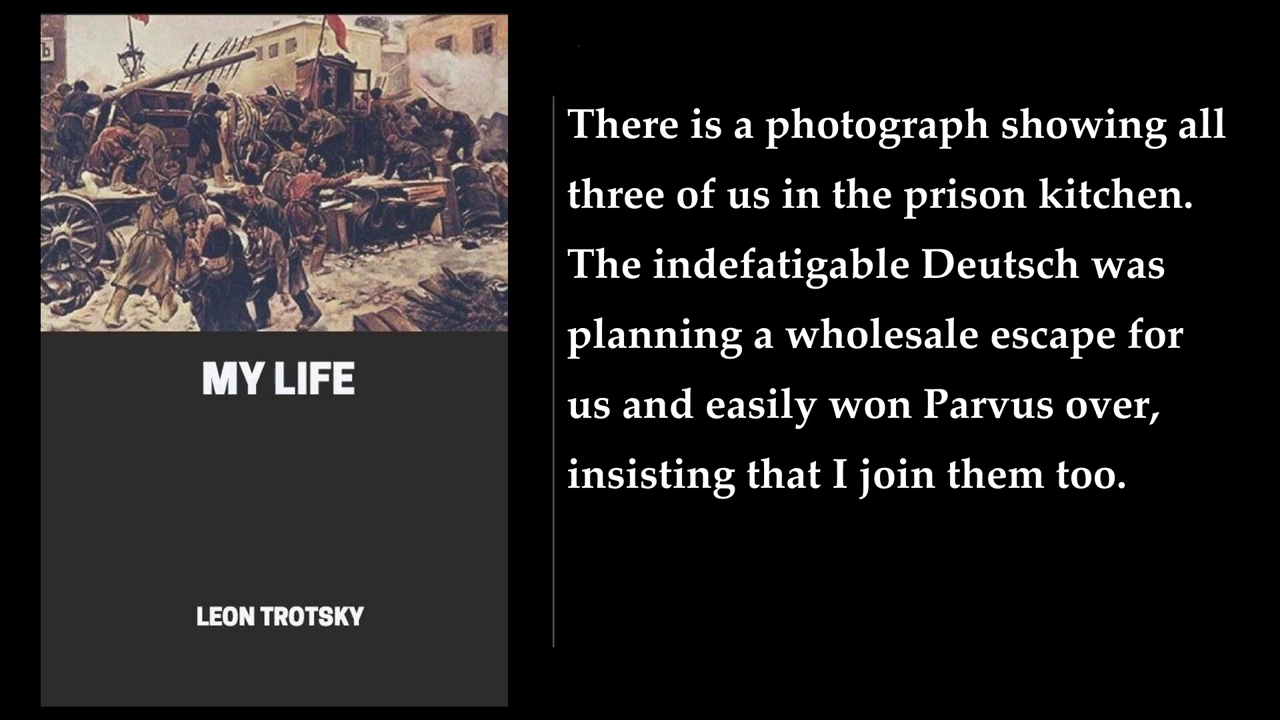 MY LIFE
LEON TROTSKY
There is a photograph showing all
three of us in the prison kitchen.
The indefatigable Deutsch was
planning a wholesale escape for
us and easily won Parvus over,
insisting that I join them too.